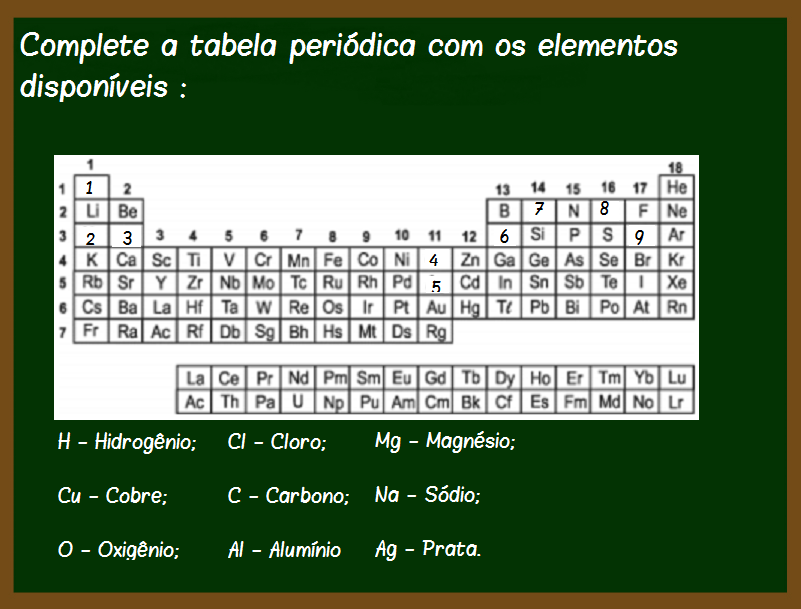 Complete a tabela periódica com os elementos
disponíveis :
1 18
1 1 2 13 14 15 16 17 He
2 Li Be B 7 N 8 F Ne
3 2 3 3 4 5 6 7 8 9 10 11 12 6 Si P S 9 Ar
4 K Ca Sc Ti V Cr Mn Fe Co Ni 4 Zn Ga Ge As Se Br Kr
5 Rb Sr Y Zr Nb Mo Tc Ru Rh Pd 5 Cd In Sn Sb Te I Xe
6 Cs Ba La Hf Ta W Re Os Ir Pt Au Hg Tℓ Pb Bi Po At Rn
7 Fr Ra Ac Rf Db Sg Bh Hs Mt Ds Rg
La Ce Pr Nd Pm Sm Eu Gd Tb Dy Ho Er Tm Yb Lu
Ac Th Pa U Np Pu Am Cm Bk Cf Es Fm Md No Lr
H - Hidrogênio; Cl - Cloro; Mg - Magnésio;
Cu - Cobre; C - Carbono; Na - Sódio;
O - Oxigênio; Al - Alumínio Ag - Prata.